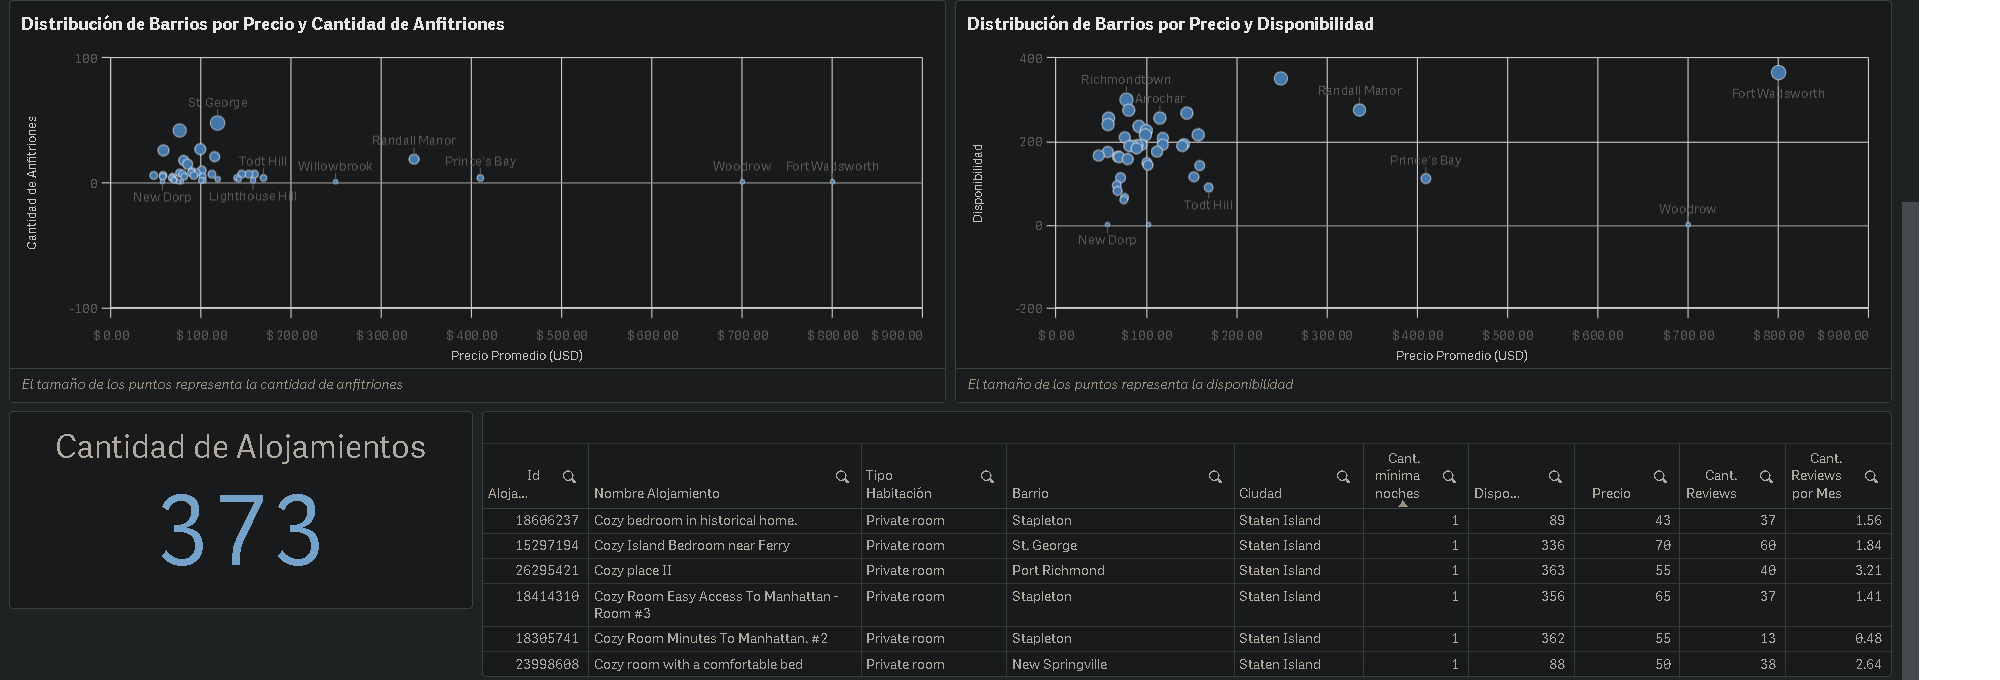 Distribución de Barrios por Precio y Cantidad de Anfitriones
Cantidad de Anfitriones
100
0
-100
St. George
Randall Manor
Todt Hill
Willowbrook
Prince's Bay
Woodrow
Fort Wadsworth
New Dorp
Lighthouse Hill
$0.00
$100.00
$200.00
$300.00
$400.00
$500.00
$600.00
$700.00
$800.00
$900.00
Precio Promedio (USD)
El tamaño de los puntos representa la cantidad de anfitriones
Distribución de Barrios por Precio y Disponibilidad
Disponibilidad
400
200
0
-200
Richmondtown
Arrochar
Randall Manor
Fort Wadsworth
Prince's Bay
Todt Hill
Woodrow
New Dorp
$0.00
$100.00
$200.00
$300.00
$400.00
$500.00
$600.00
$700.00
$800.00
$900.00
Precio Promedio (USD)
El tamaño de los puntos representa la disponibilidad
Cantidad de Alojamientos
373
Id
Aloja...
Nombre Alojamiento
Tipo
Habitación
Barrio
Ciudad
Cant.
mínima
noches
Dispo...
Precio
Cant.
Reviews
Cant.
Reviews
por Mes
18606237 Cozy bedroom in historical home. Private room Stapleton Staten Island 1 89 43 37 1.56
15297194 Cozy Island Bedroom near Ferry Private room St. George Staten Island 1 336 70 60 1.84
26295421 Cozy place II Private room Port Richmond Staten Island 1 363 55 40 3.21
18414310 Cozy Room Easy Access To Manhattan - Private room Stapleton Staten Island 1 356 65 37 1.41
Room #3
18305741 Cozy Room Minutes To Manhattan. #2 Private room Stapleton Staten Island 1 362 55 13 0.48
23998608 Cozy room with a comfortable bed Private room New Springville Staten Island 1 88 50 38 2.64